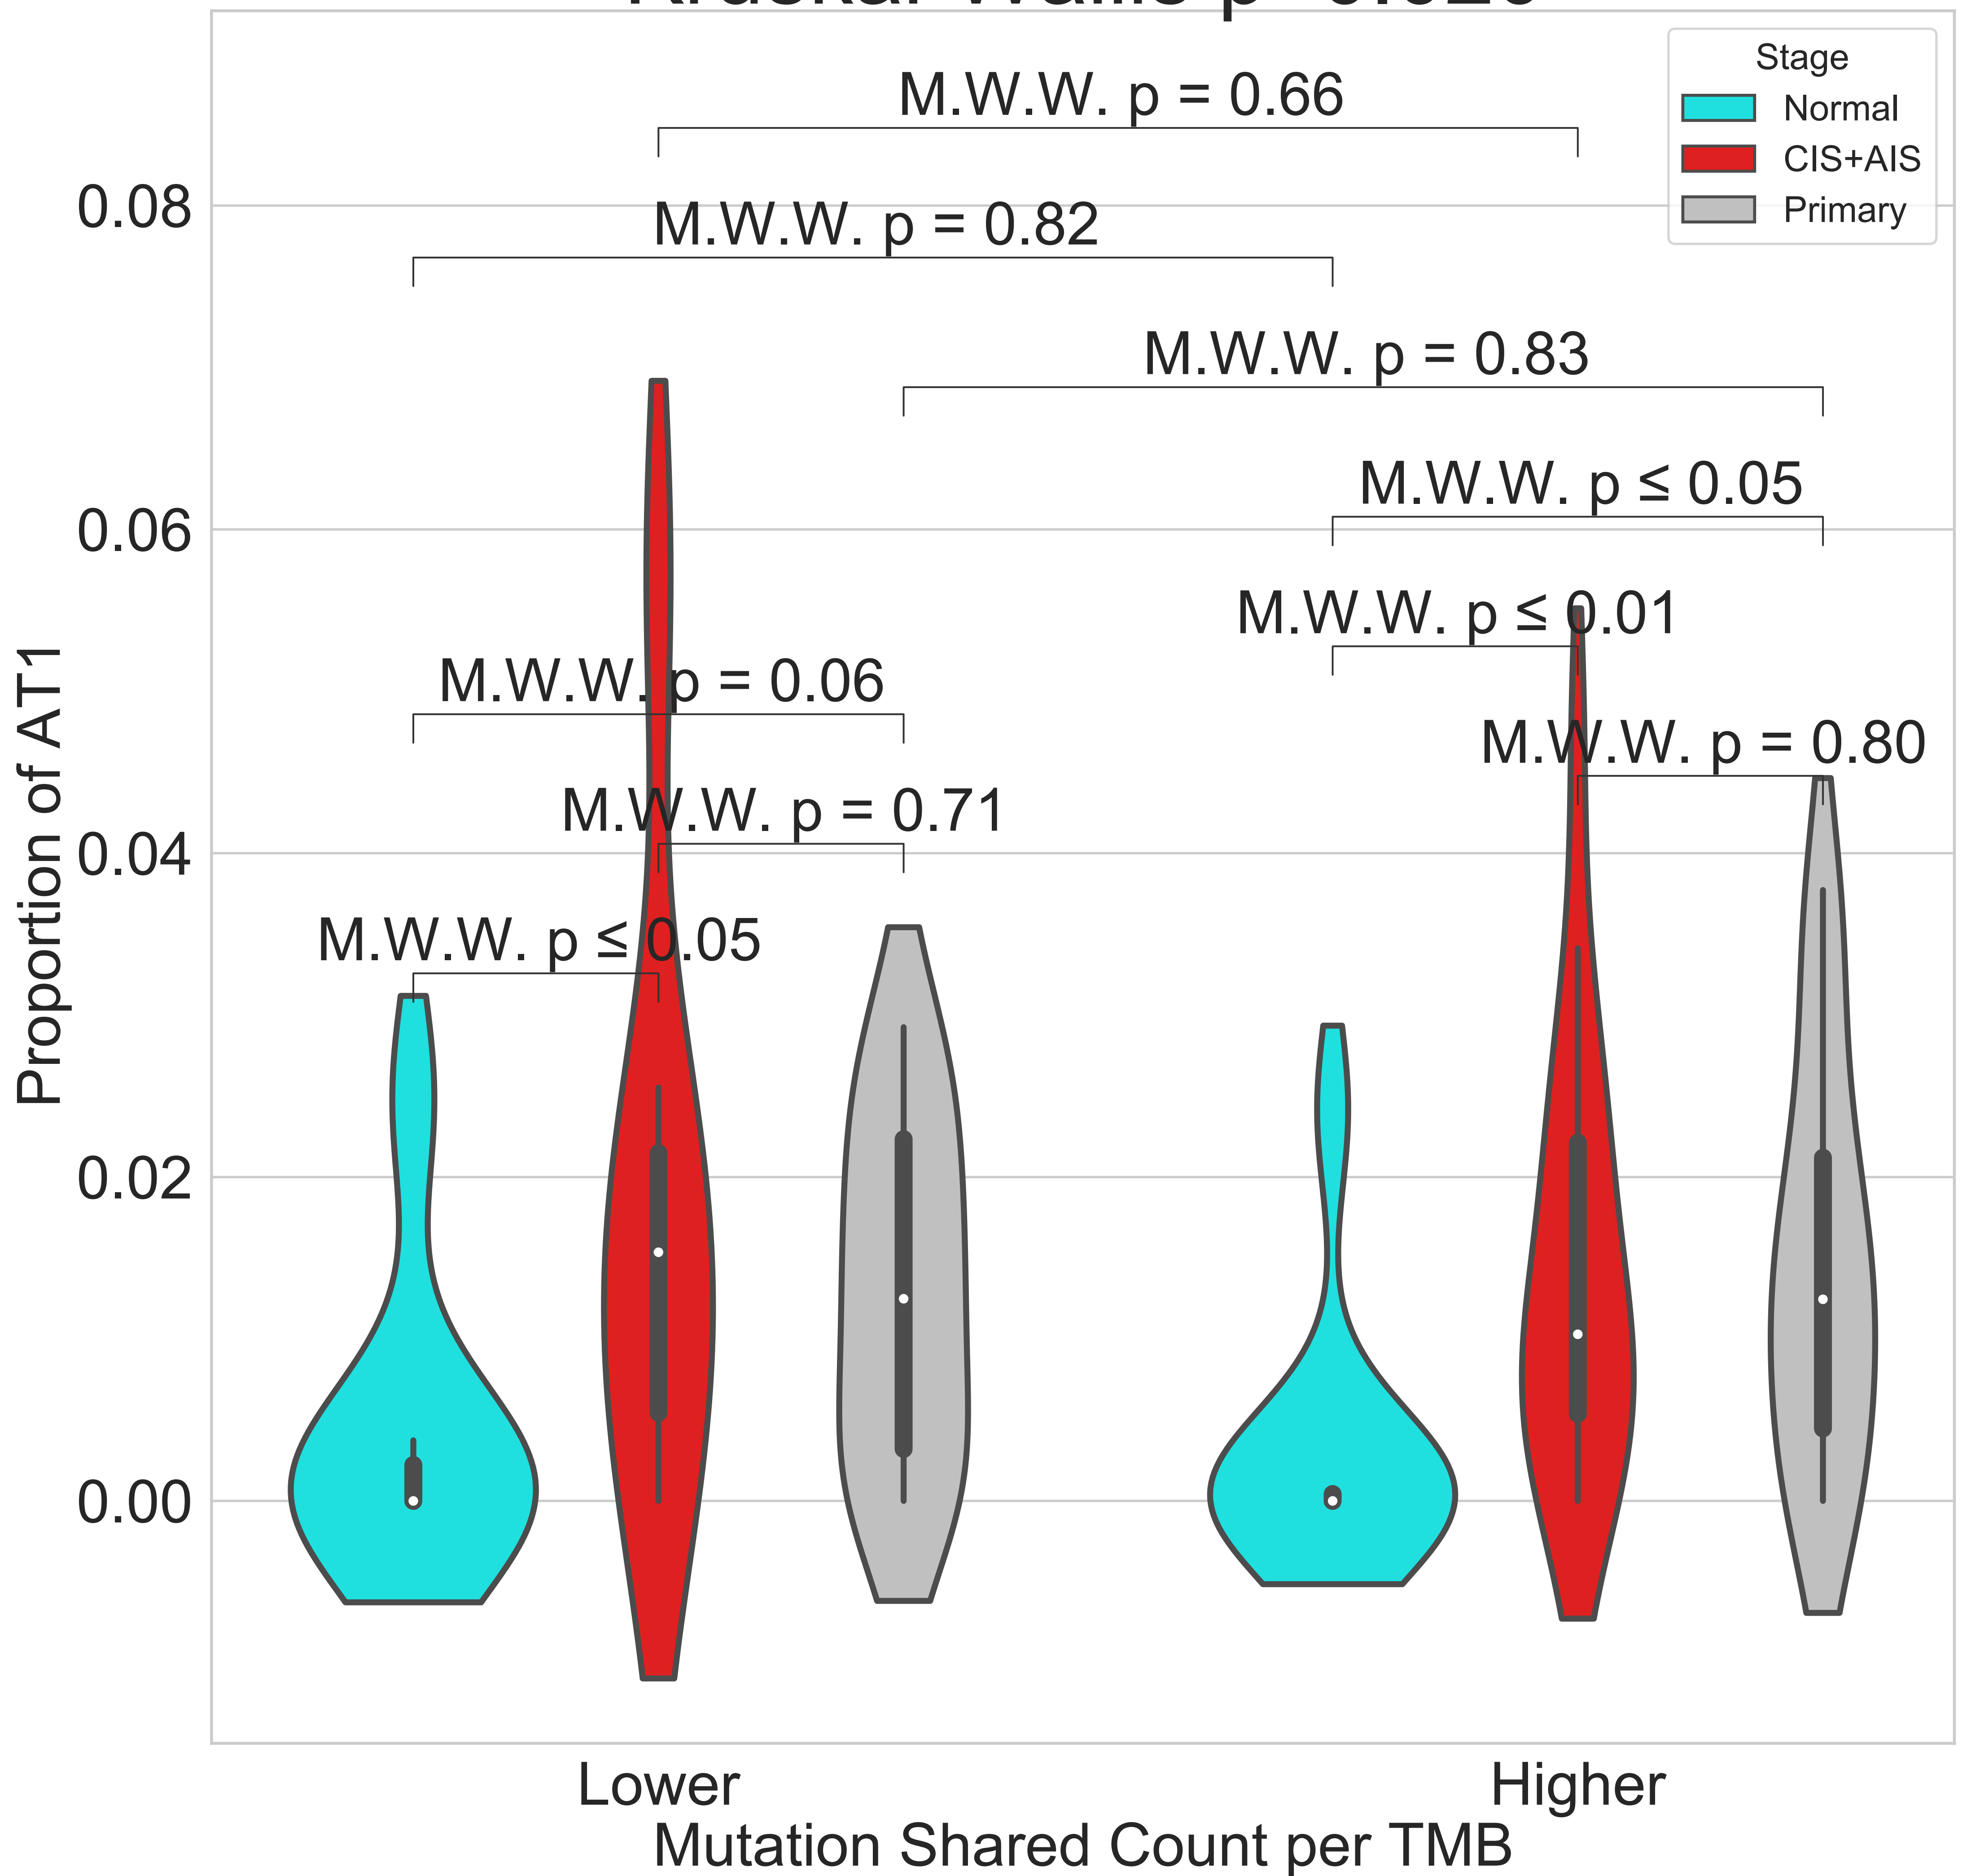 Stage
Normal
CIS+AIS
Primary
M.W.W. p = 0.66
M.W.W. p = 0.82
M.W.W. p = 0.83
M.W.W. p ≤ 0.05
M.W.W. p ≤ 0.01
M.W.W. p = 0.06
M.W.W. p = 0.80
M.W.W. p = 0.71
M.W.W. p ≤ 0.05
0.08
0.06
0.04
0.02
0.00
Proportion of AT1
Lower
Higher
Mutation Shared Count per TMB